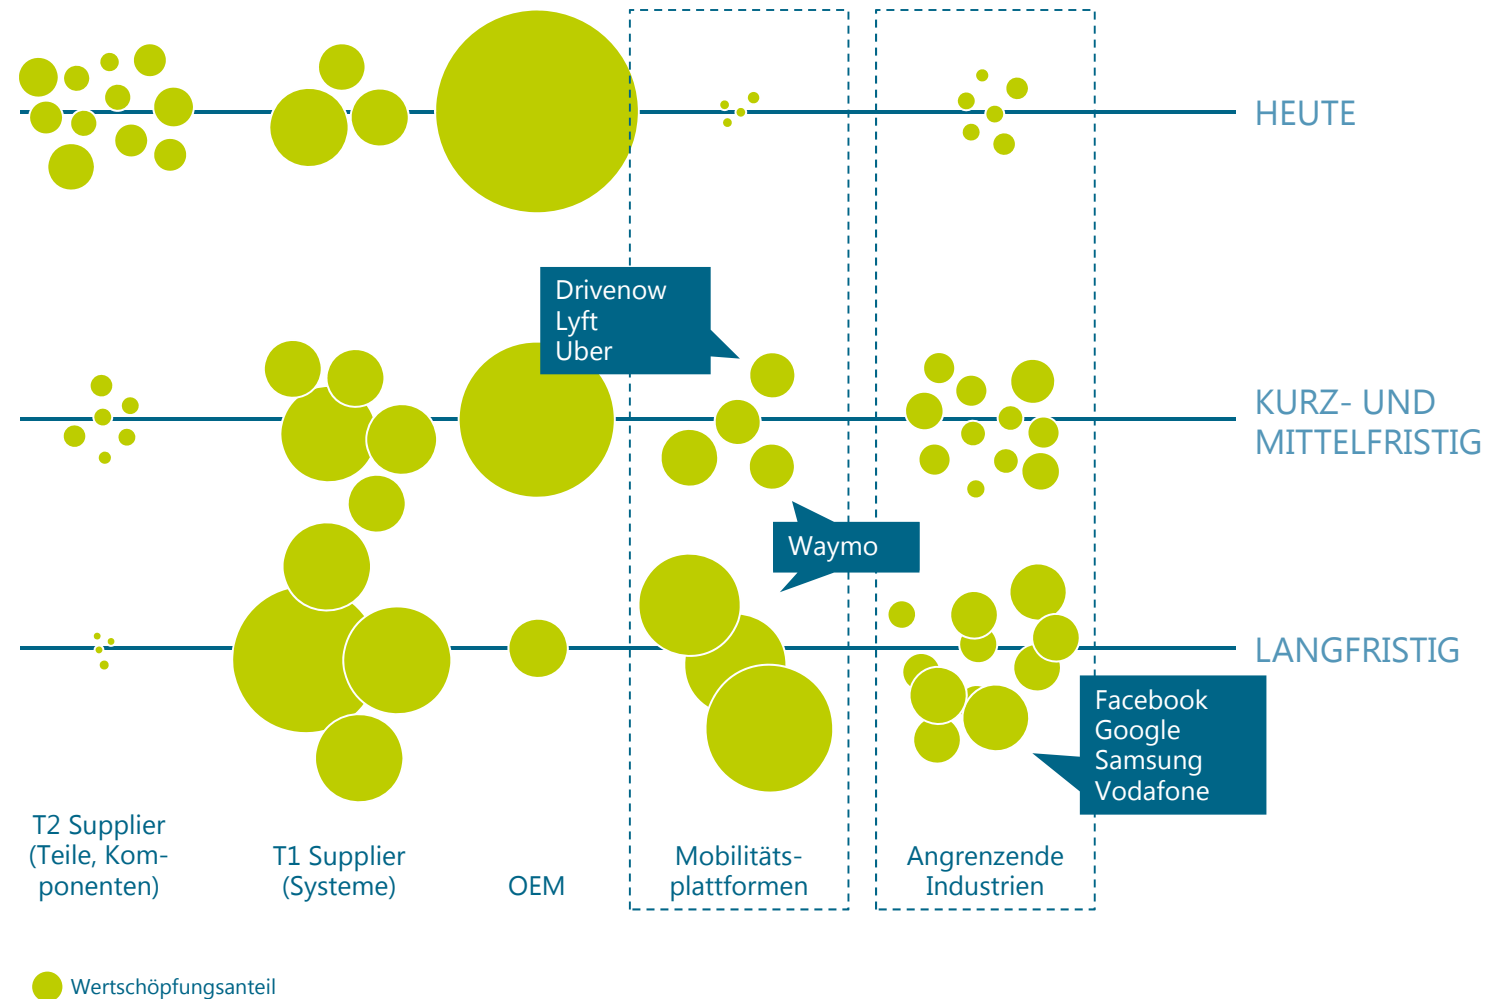 HEUTE
Drivenow
Lyft
Uber
KURZ- UND
MITTELFRISTIG
Waymo
LANGFRISTIG
Facebook
Google
Samsung
Vodafone
T2 Supplier
(Teile, Kom-
ponenten)
T1 Supplier
(Systeme)
OEM
Mobilitäts-
plattformen
Angrenzende
Industrien
Wertschöpfungsanteil